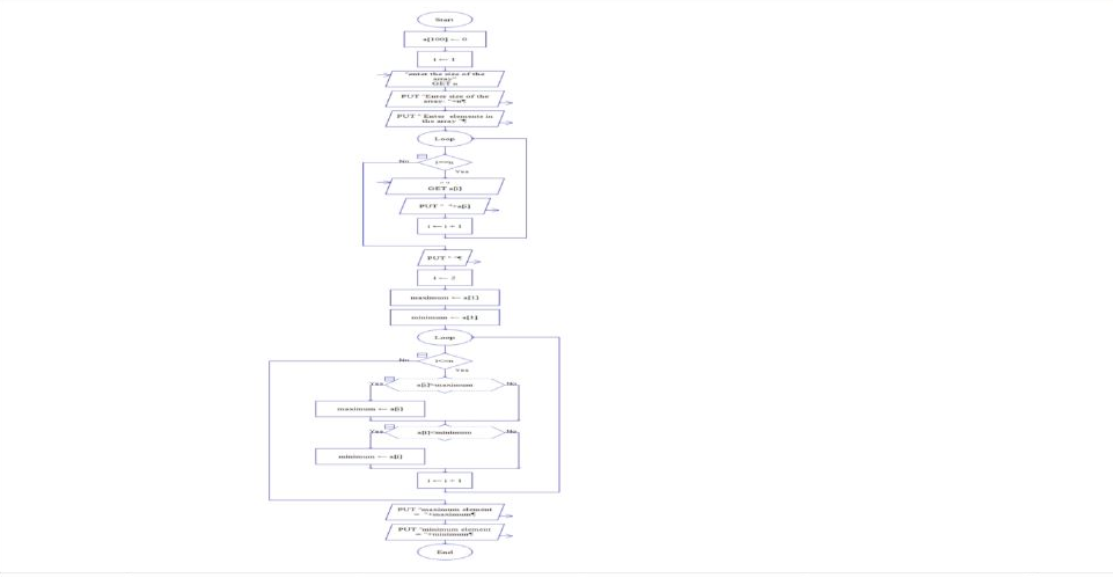 Start
a[100] ← 0
i ← 1
"enter the size of the
array"
GET n
PUT "Enter size of the
array: "+n¶
PUT " Enter elements in
the array "¶
Loop
No
i<=n
Yes
" "
GET a[i]
PUT " "+a[i]
i ← i + 1
PUT " "¶
i ← 2
maximum ← a[1]
minimum ← a[1]
Loop
No
i<=n
Yes
Yes
a[i]>maximum
No
maximum ← a[i]
Yes
a[i]<minimum
No
minimum ← a[i]
i ← i + 1
PUT "maximum element
= "+maximum¶
PUT "minimum element
= "+minimum¶
End